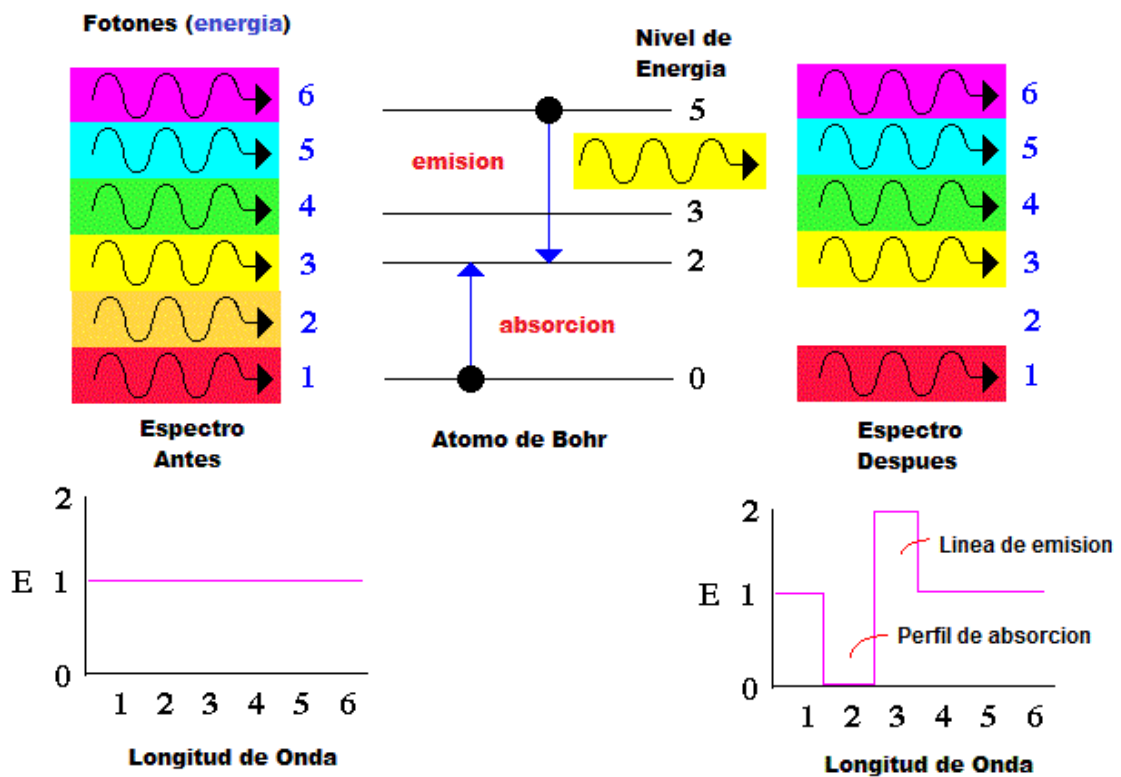 Fotones (energia)
6
5
4
3
2
1
Espectro
Antes
Nivel de
Energia
5
emision
3
2
absorcion
0
Atomo de Bohr
6
5
4
3
2
1
Espectro
Despues
2
E 1
0
1 2 3 4 5 6
Longitud de Onda
2
Linea de emision
E 1
Perfil de absorcion
0
1 2 3 4 5 6
Longitud de Onda